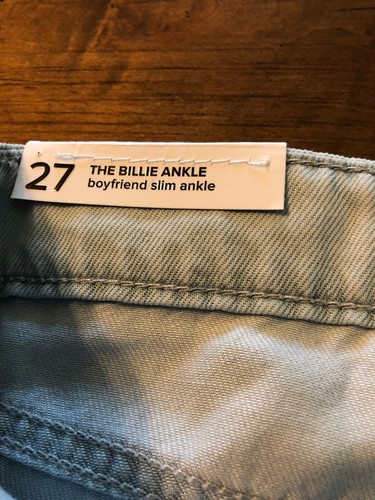 27
THE BILLIE ANKLE
boyfriend slim ankle